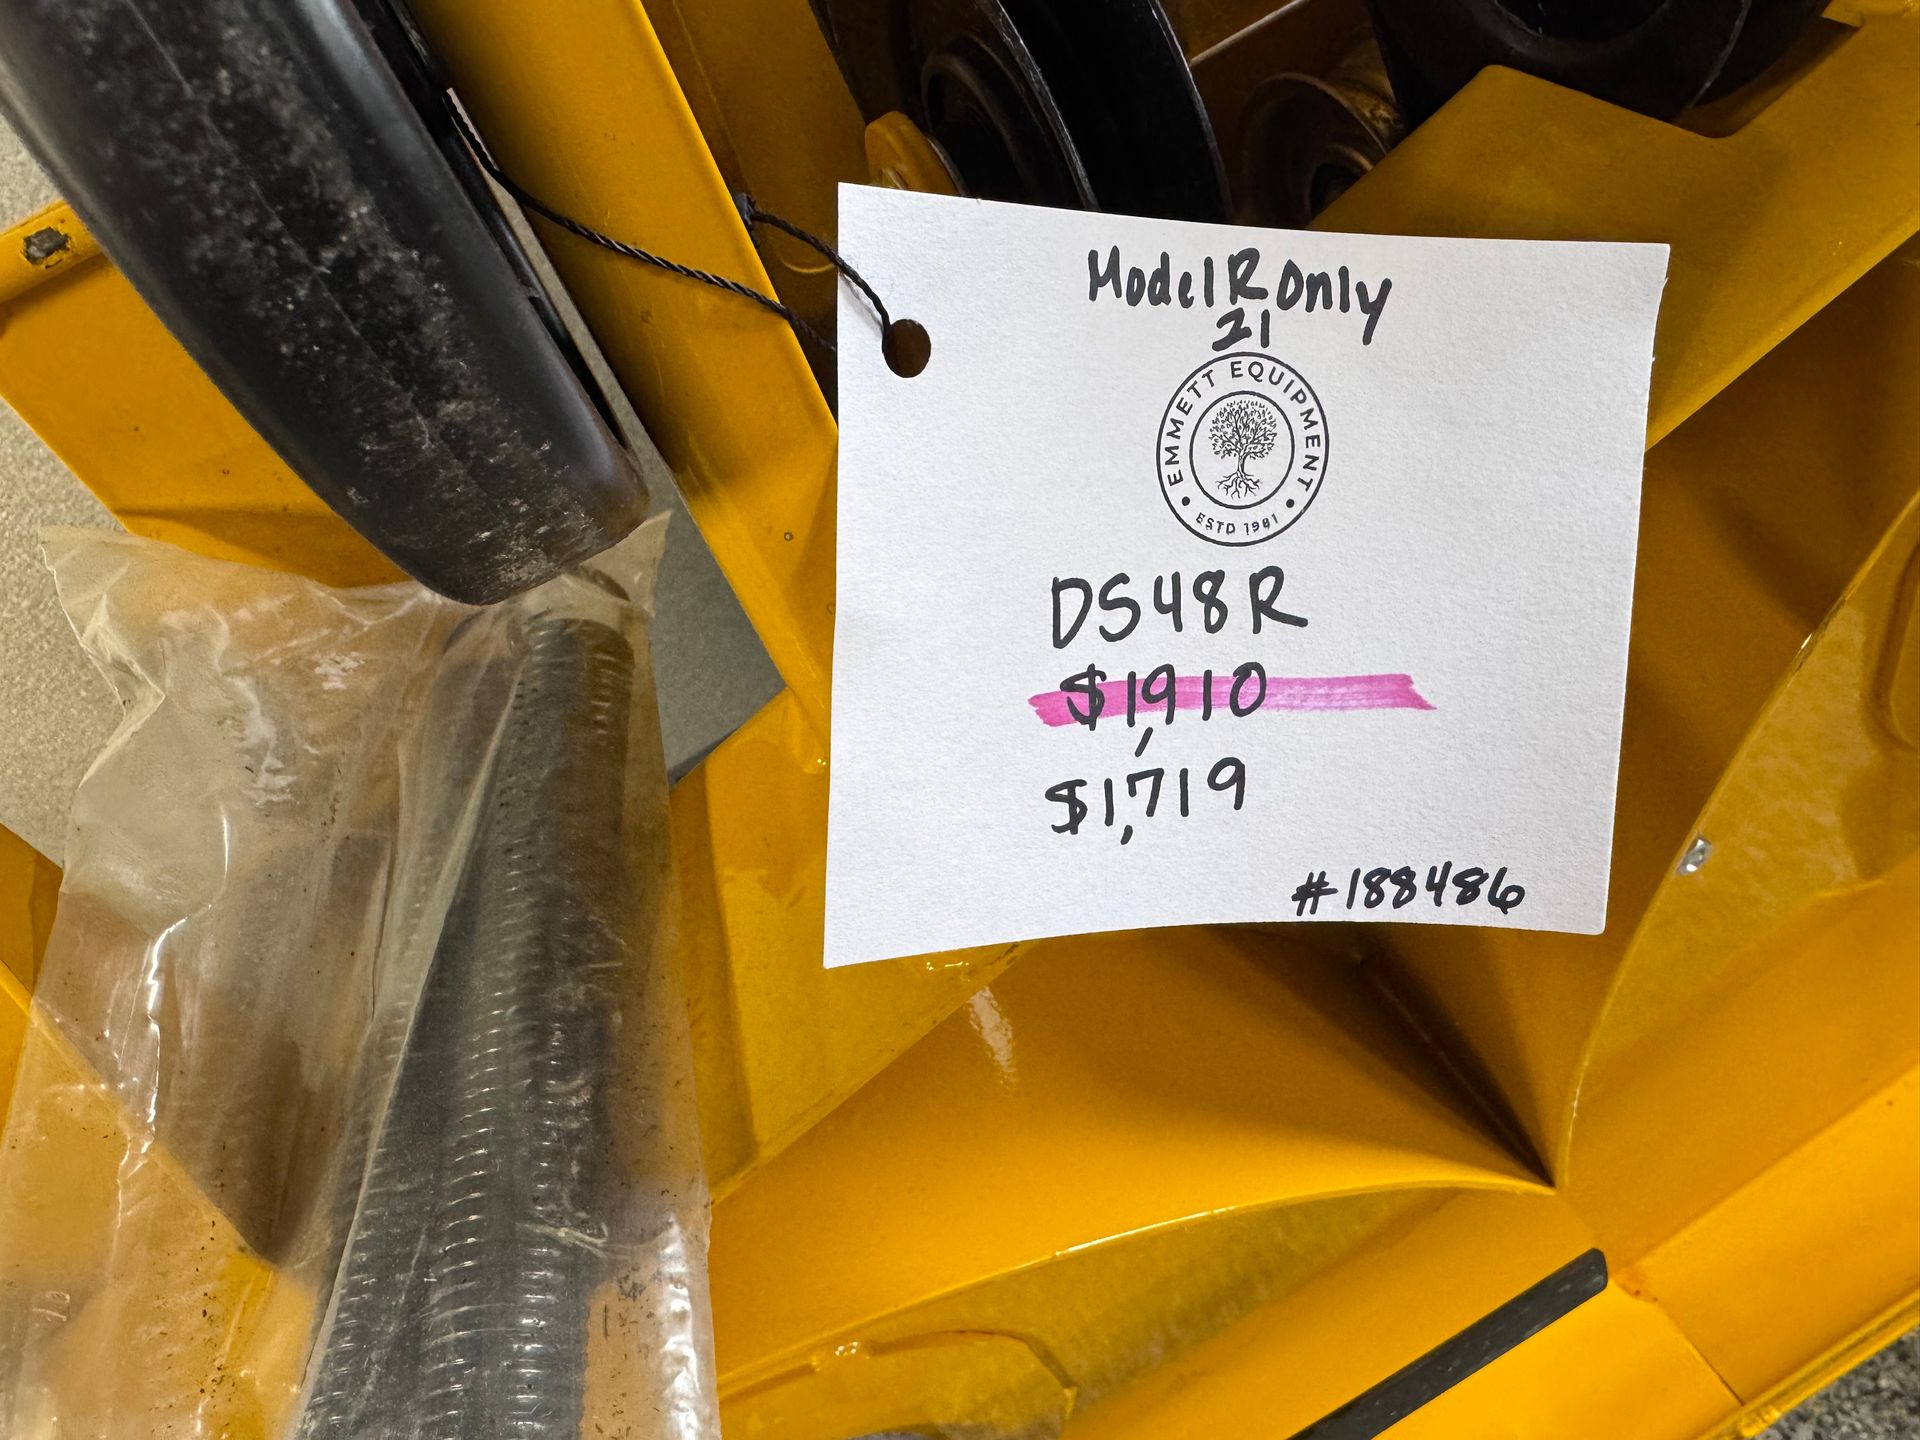 Model R Only
21
EMMETT EQUIPMENT
ESTD 1981
DS48R
$1,910
$1,719
#188486